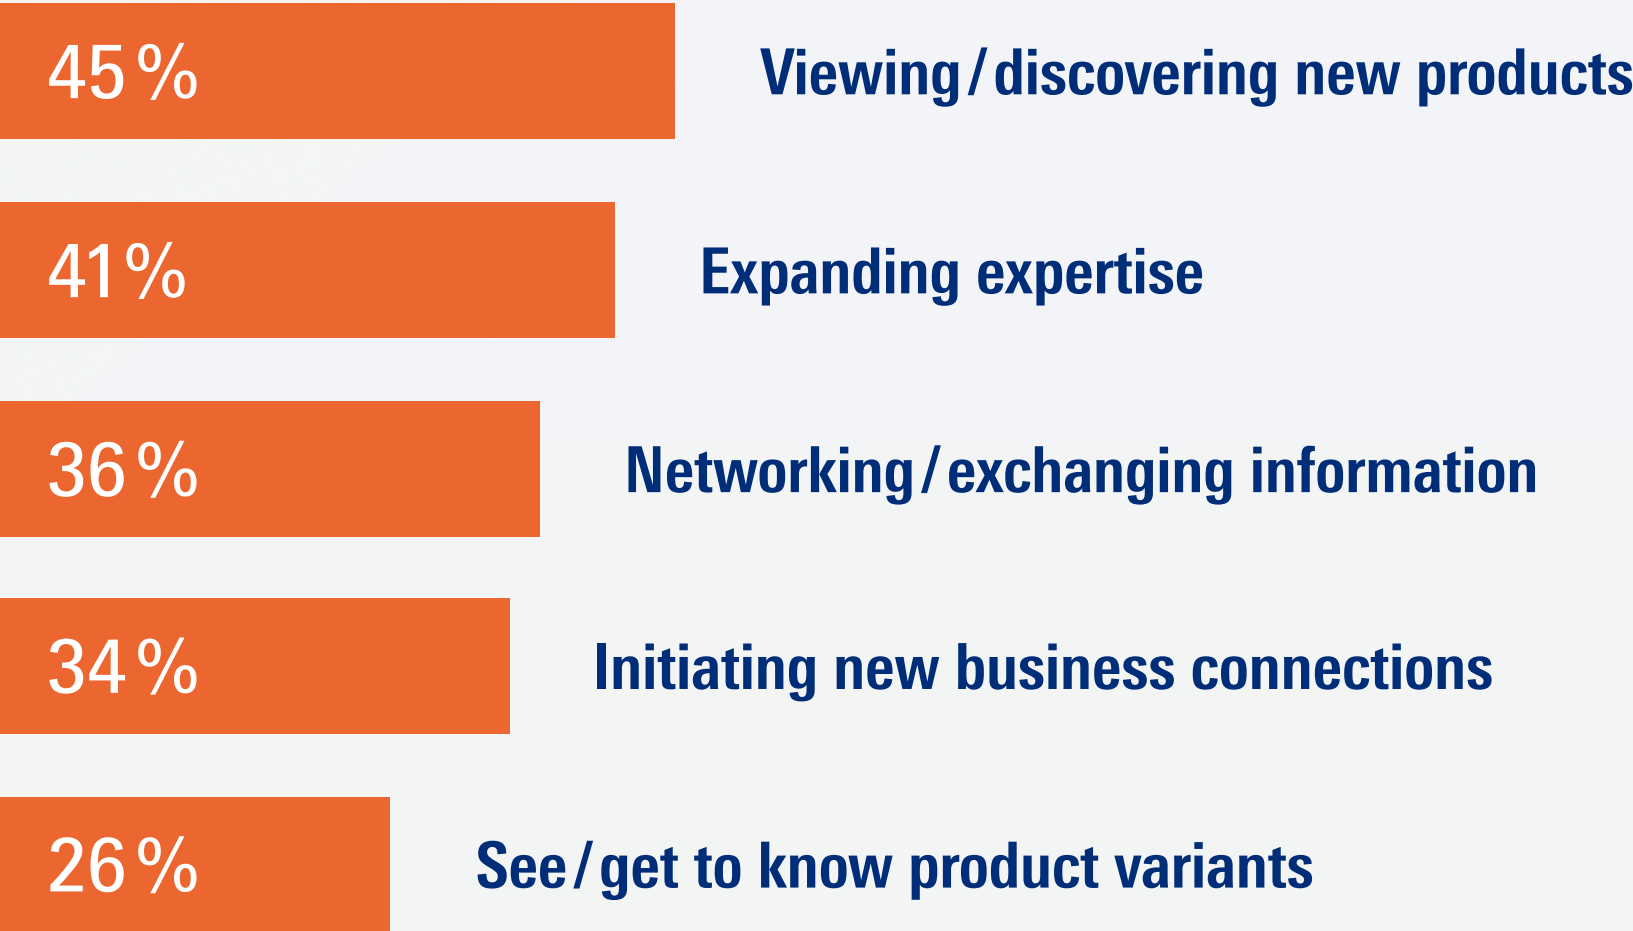 45 % Viewing / discovering new products
41 % Expanding expertise
36 % Networking / exchanging information
34 % Initiating new business connections
26 % See / get to know product variants